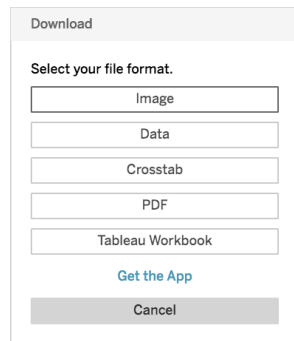 Download
Select your file format.
Image
Data
Crosstab
PDF
Tableau Workbook
Get the App
Cancel